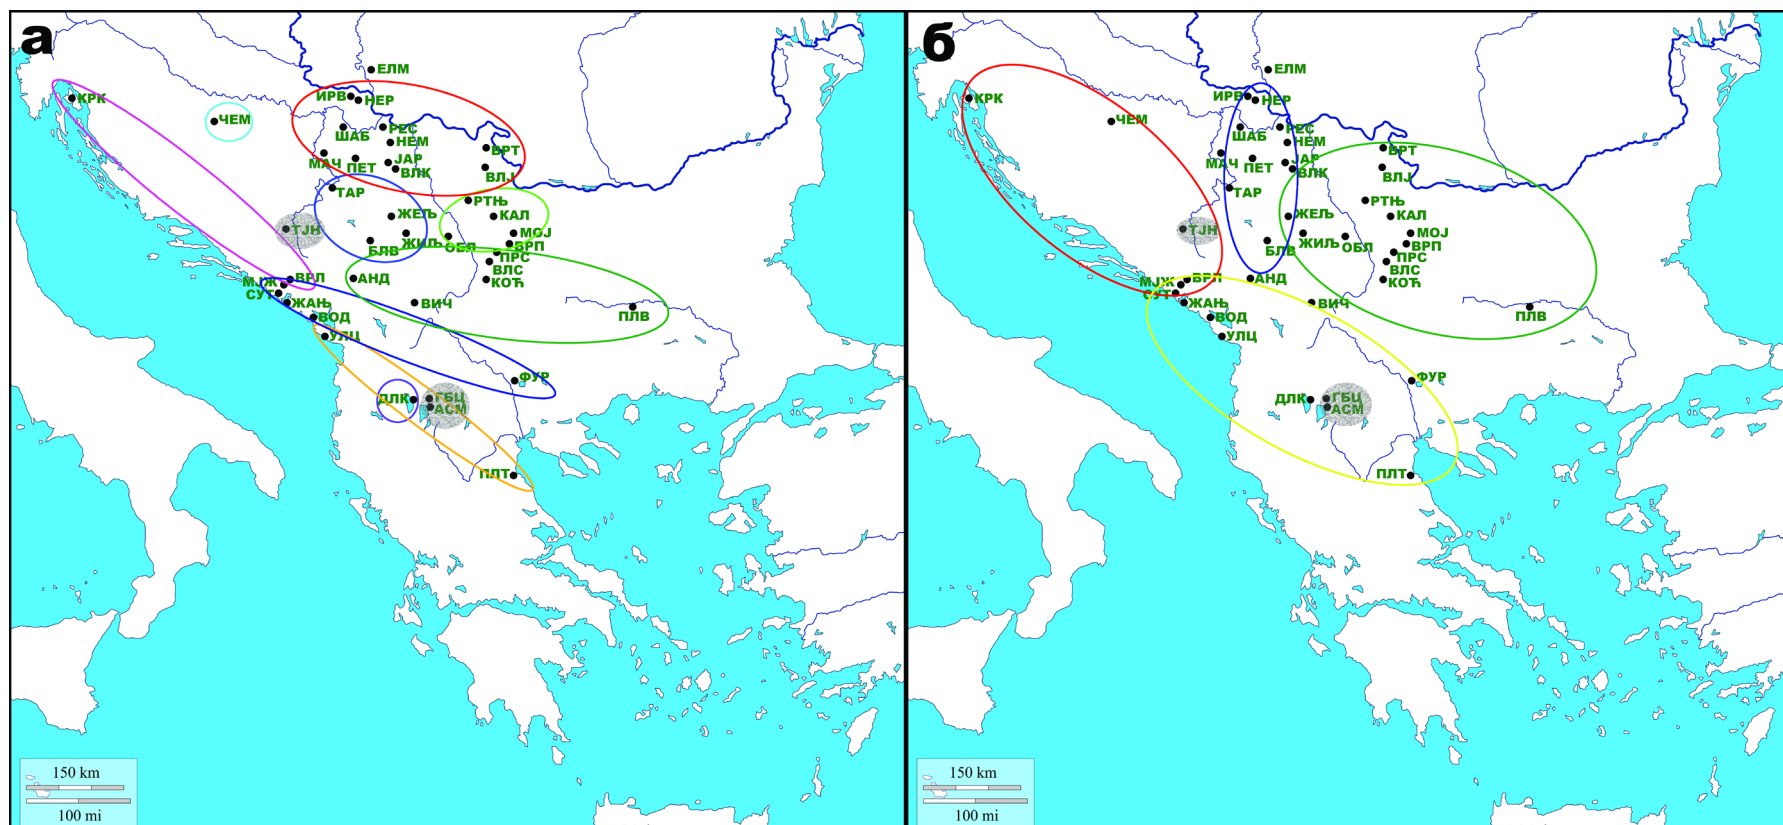 а
ЕЛМ
КРК
ИРВ
НЕР
ЧЕМ
ШАБ
РЕС
НЕМ
ВРТ
МАЧ
ПЕТ
ЈАР
ВЛК
ВЛЈ
ТАР
РТЊ
ЖЕЉ
КАЛ
ТЈН
ЖИЉ
ОБЛ
МОЈ
БЛВ
ВРП
ПРС
ВЛС
МЈЖ
ВРЛ
АНД
КОЋ
СУТ
ЖАЊ
ВИЧ
ПЛВ
ВОД
УЛЦ
ФУР
ДЛК
ГБЦ
АСМ
ПЛТ
150 km
100 mi
б
ЕЛМ
КРК
ИРВ
НЕР
ЧЕМ
ШАБ
РЕС
НЕМ
ВРТ
МАЧ
ПЕТ
ЈАР
ВЛК
ВЛЈ
ТАР
РТЊ
ЖЕЉ
КАЛ
ТЈН
ЖИЉ
ОБЛ
МОЈ
БЛВ
ВРП
ПРС
ВЛС
МЈЖ
ВРЛ
АНД
КОЋ
СУТ
ЖАЊ
ВИЧ
ПЛВ
ВОД
УЛЦ
ФУР
ДЛК
ГБЦ
АСМ
ПЛТ
150 km
100 mi